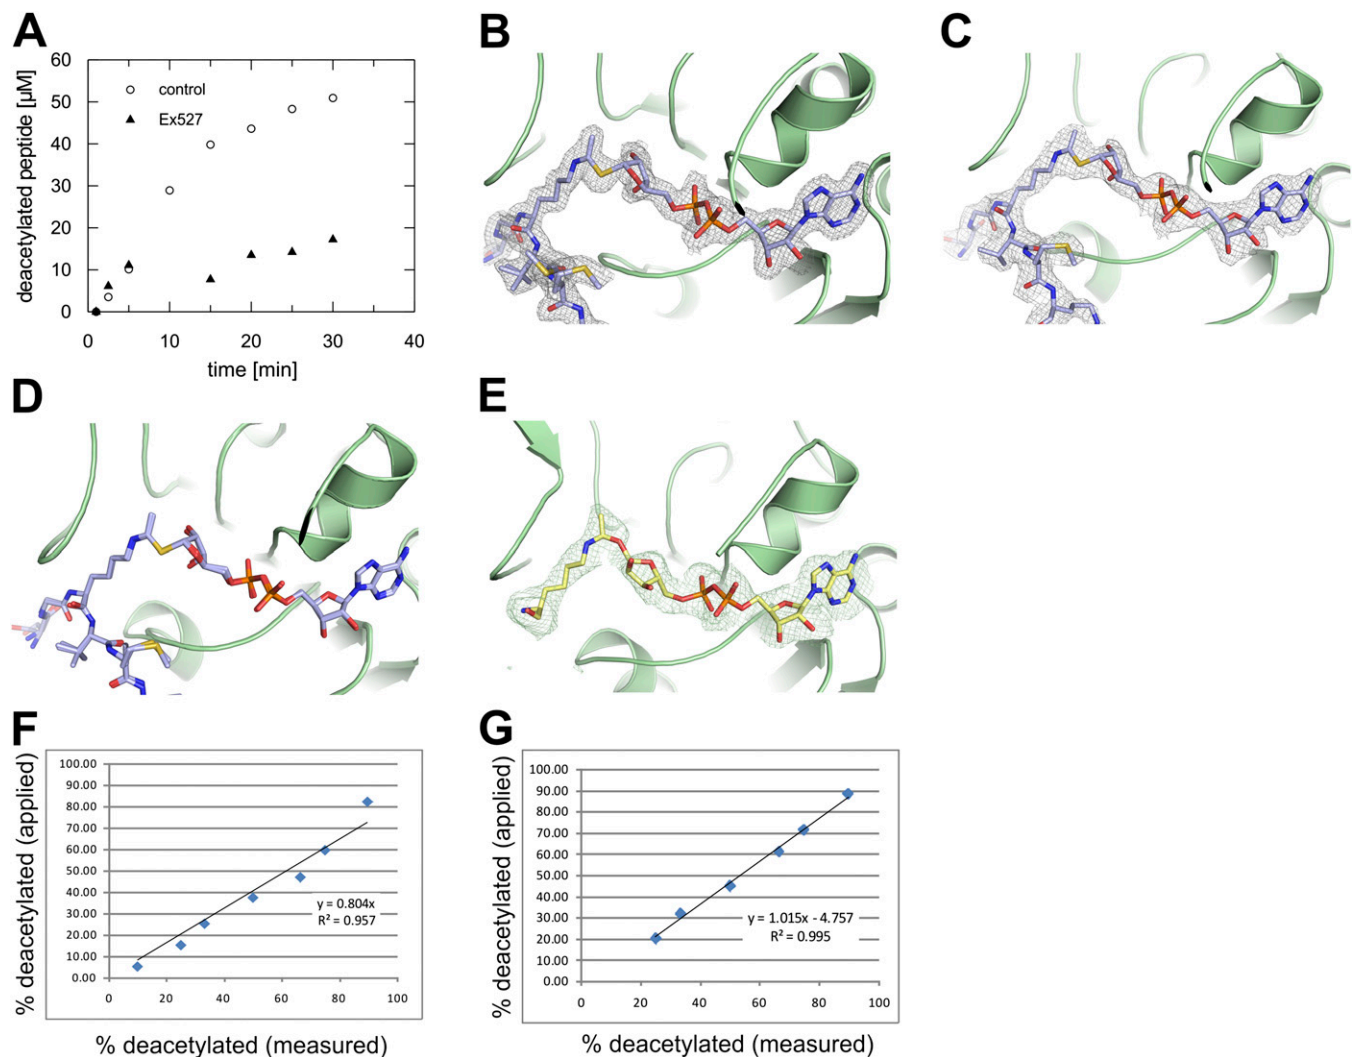 A
deacetylated peptide [µM]
60
50
40
30
20
10
0
control
Ex527
0
10
20
30
40
time [min]
B
C
D
E
F
% deacetylated (applied)
100.00
90.00
80.00
70.00
60.00
50.00
40.00
30.00
20.00
10.00
0.00
y = 0.804x
R² = 0.957
0
20
40
60
80
100
% deacetylated (measured)
G
% deacetylated (applied)
100.00
90.00
80.00
70.00
60.00
50.00
40.00
30.00
20.00
10.00
0.00
y = 1.015x - 4.757
R² = 0.995
0
20
40
60
80
100
% deacetylated (measured)